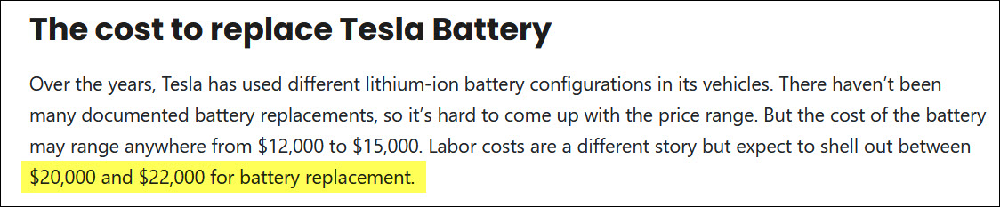 The cost to replace Tesla Battery
Over the years, Tesla has used different lithium-ion battery configurations in its vehicles. There haven’t been
many documented battery replacements, so it’s hard to come up with the price range. But the cost of the battery
may range anywhere from $12,000 to $15,000. Labor costs are a different story but expect to shell out between
$20,000 and $22,000 for battery replacement.